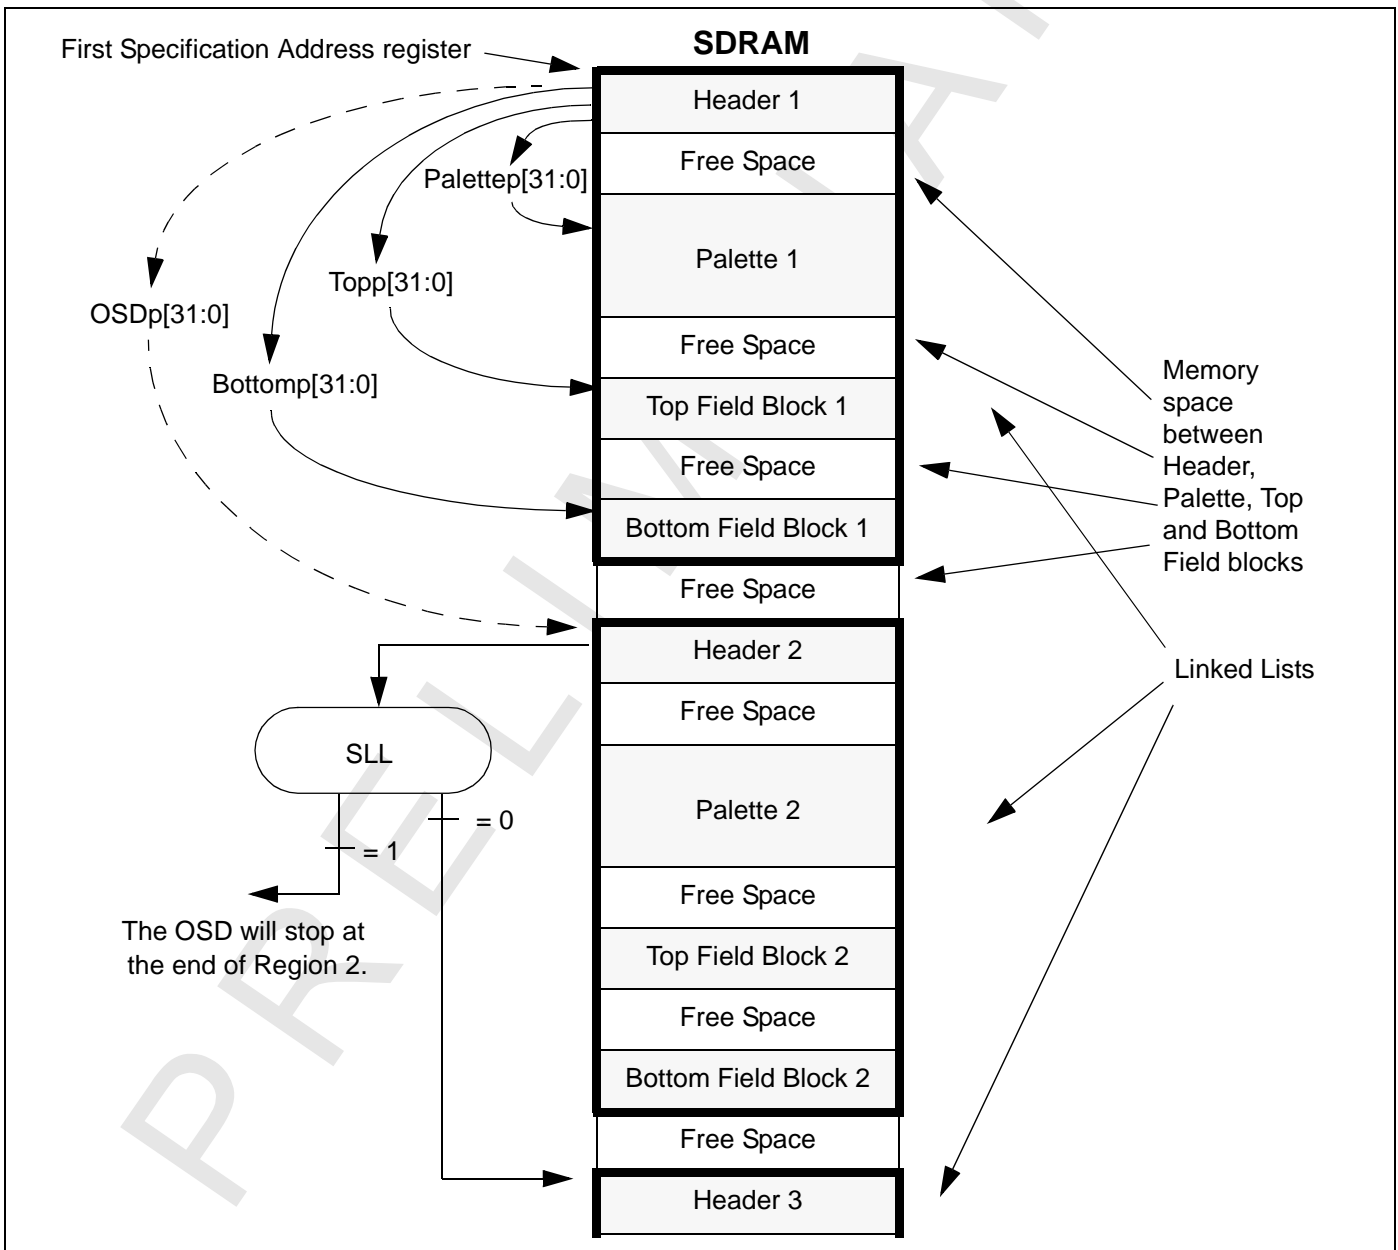 SDRAM
First Specification Address register
Header 1
Free Space
Palettep[31:0]
Palette 1
Topp[31:0]
OSDp[31:0]
Free Space
Bottomp[31:0]
Top Field Block 1
Free Space
Bottom Field Block 1
Free Space
Memory
space
between
Header,
Palette, Top
and Bottom
Field blocks
Header 2
Linked Lists
Free Space
SLL
Palette 2
= 0
= 1
Free Space
The OSD will stop at
the end of Region 2.
Top Field Block 2
Free Space
Bottom Field Block 2
Free Space
Header 3